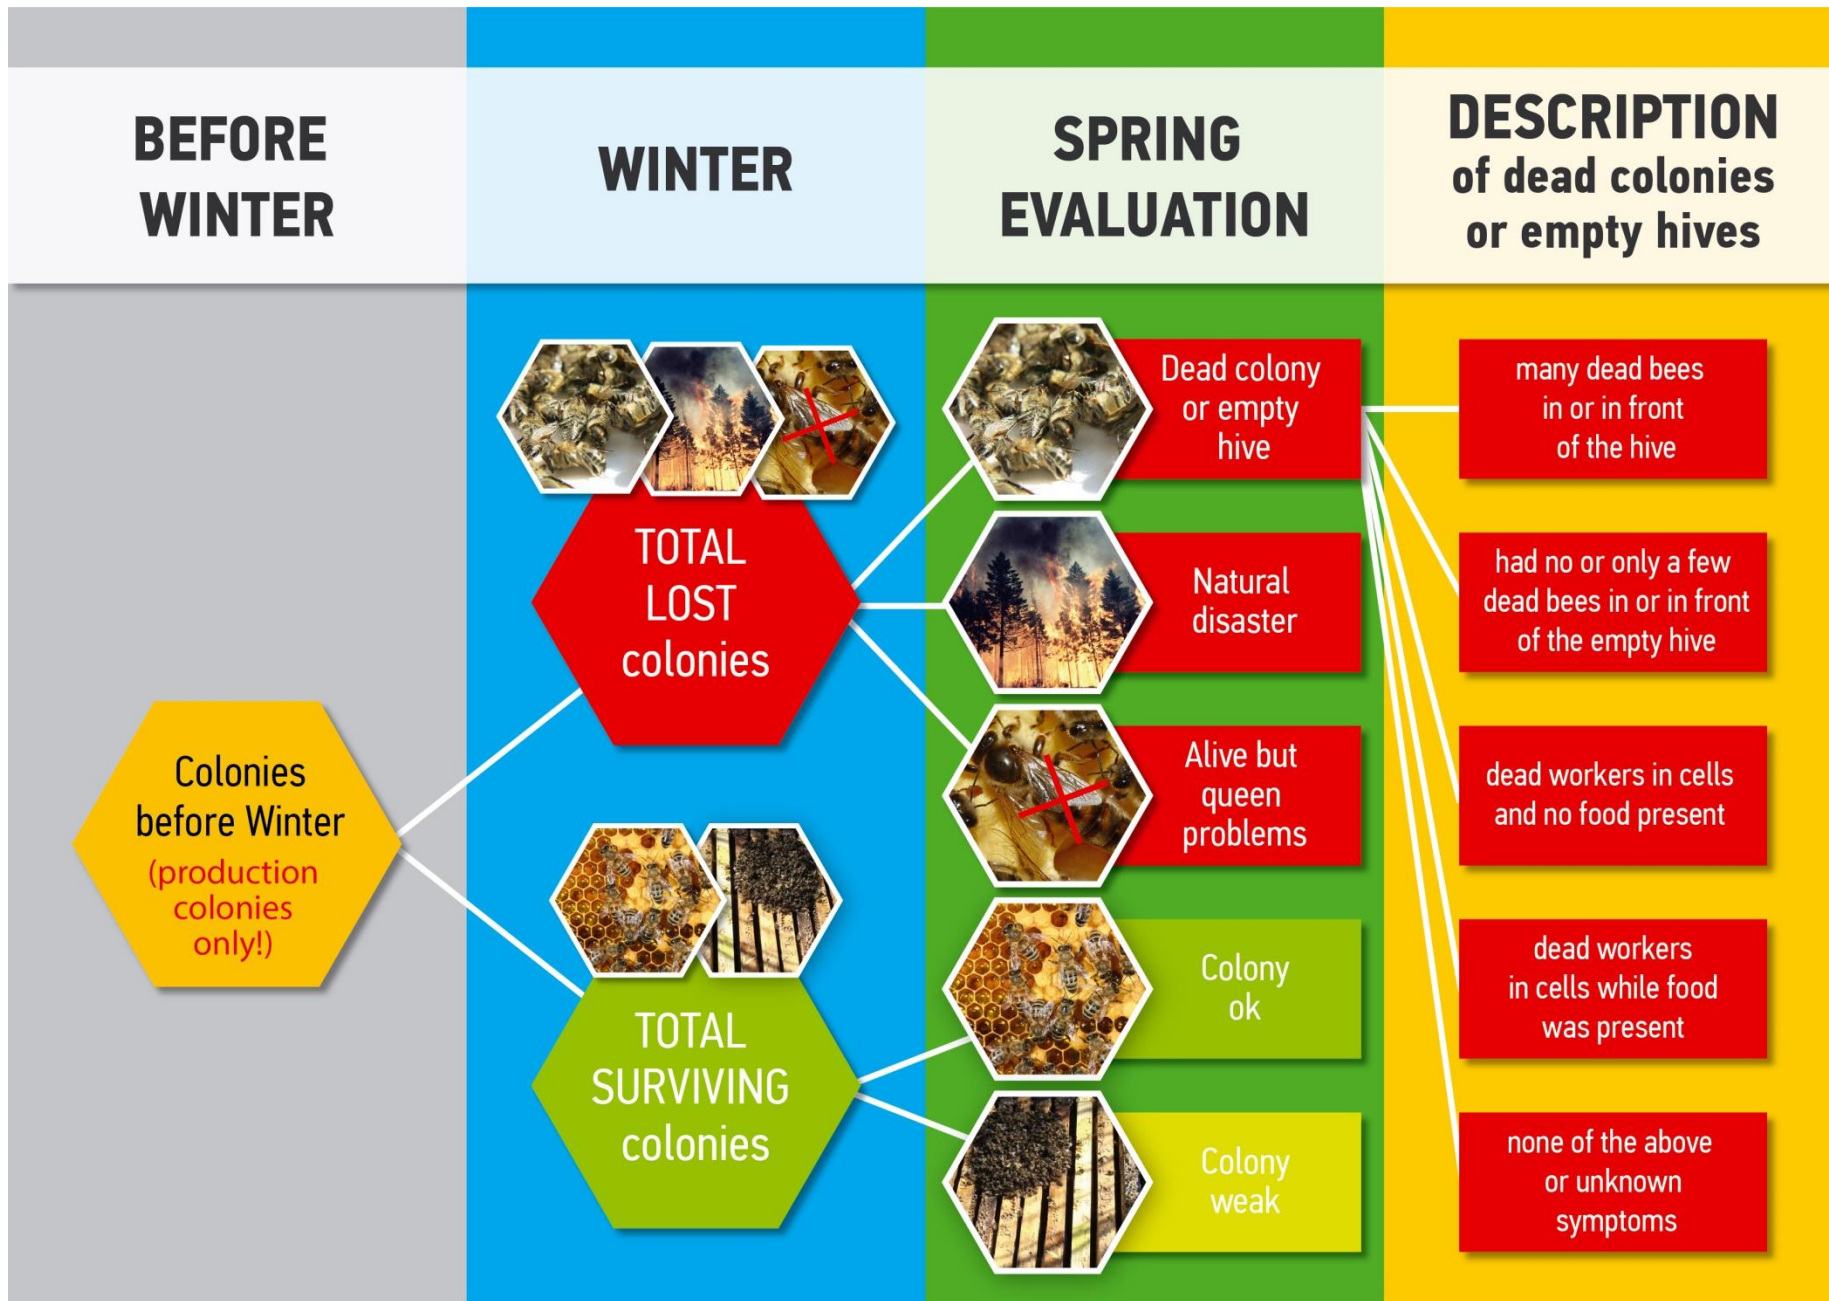 BEFORE
WINTER
WINTER
SPRING
EVALUATION
DESCRIPTION
of dead colonies
or empty hives
Colonies
before Winter
(production
colonies
only!)
TOTAL
LOST
colonies
TOTAL
SURVIVING
colonies
Dead colony
or empty
hive
Natural
disaster
Alive but
queen
problems
Colony
ok
Colony
weak
many dead bees
in or in front
of the hive
had no or only a few
dead bees in or in front
of the empty hive
dead workers in cells
and no food present
dead workers
in cells while food
was present
none of the above
or unknown
symptoms